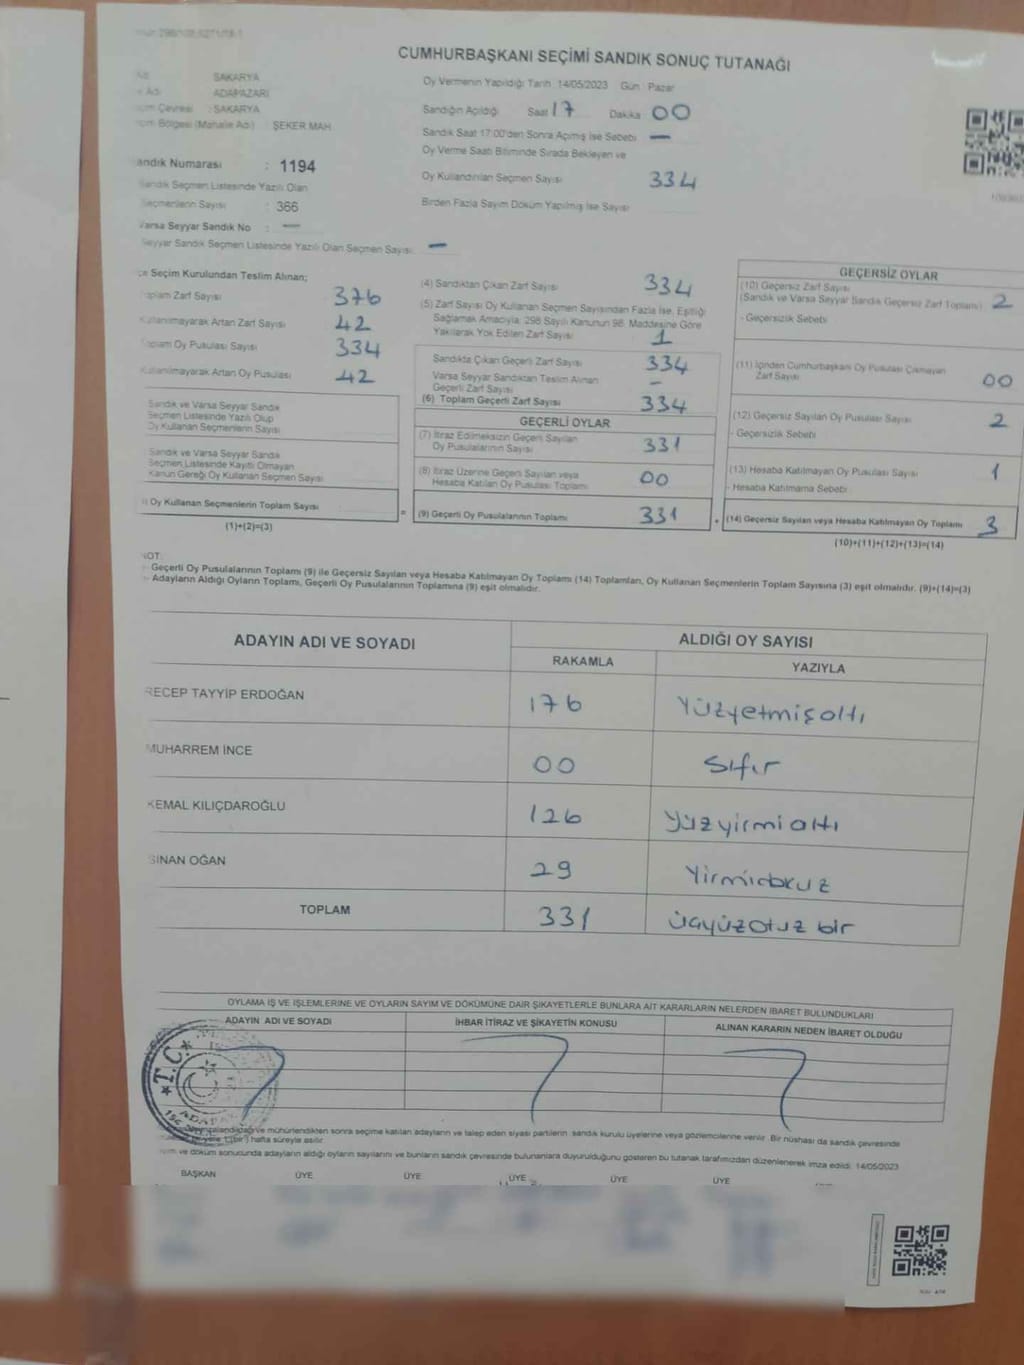 CUMHURBAŞKANI SEÇİMİ SANDIK SONUÇ TUTANAĞI
SAKARYA
ADAPAZARI
SAKARYA
Bölgesi (Mahalle Adı) : ŞEKER MAH.
Oy Vermenin Yapıldığı Tarih :14/05/2023 Gün : Pazar
Sandığın Açıldığı Saat 17 Dakika 00
Sandık Saat 17:00'den Sonra Açılmış İse Sebebi —
Oy Verme Saati Bitiminde Sırada Bekleyen ve
Oy Kullandırılan Seçmen Sayısı 334
Birden Fazla Sayım Döküm Yapılmış İse Sayısı
andık Numarası : 1194
Sandık Seçmen Listesinde Yazılı Olan
Seçmenlerin Sayısı : 366
Varsa Seyyar Sandık No : —
Seyyar Sandık Seçmen Listesinde Yazılı Olan Seçmen Sayısı: —
çe Seçim Kurulundan Teslim Alınan;
Toplam Zarf Sayısı 376
Kullanılmayarak Artan Zarf Sayısı 42
Toplam Oy Pusulası Sayısı 334
Kullanılmayarak Artan Oy Pusulası 42
Sandık ve Varsa Seyyar Sandık
Seçmen Listesinde Yazılı Olup
Oy Kullanan Seçmenlerin Sayısı
Sandık ve Varsa Seyyar Sandık
Seçmen Listesinde Kayıtlı Olmayan
Kanun Gereği Oy Kullanan Seçmen Sayısı
Oy Kullanan Seçmenlerin Toplam Sayısı =
(1)+(2)=(3)
(4) Sandıktan Çıkan Zarf Sayısı 334
(5) Zarf Sayısı Oy Kullanan Seçmen Sayısından Fazla İse, Eşitliği
Sağlamak Amacıyla, 298 Sayılı Kanunun 98. Maddesine Göre
Yakılarak Yok Edilen Zarf Sayısı 1
Sandıkta Çıkan Geçerli Zarf Sayısı 334
Varsa Seyyar Sandıktan Teslim Alınan
Geçerli Zarf Sayısı -
(6) Toplam Geçerli Zarf Sayısı 334
GEÇERLİ OYLAR
(7) İtiraz Edilmeksizin Geçerli Sayılan
Oy Pusulalarının Sayısı 331
(8) İtiraz Üzerine Geçerli Sayılan veya
Hesaba Katılan Oy Pusulası Toplamı 00
(9) Geçerli Oy Pusulalarının Toplamı 331 +
GEÇERSİZ OYLAR
(10) Geçersiz Zarf Sayısı
(Sandık ve Varsa Seyyar Sandık Geçersiz Zarf Toplamı) 2
- Geçersizlik Sebebi
(11) İçinden Cumhurbaşkanı Oy Pusulası Çıkmayan
Zarf Sayısı 00
(12) Geçersiz Sayılan Oy Pusulası Sayısı 2
- Geçersizlik Sebebi :
(13) Hesaba Katılmayan Oy Pusulası Sayısı 1
- Hesaba Katılmama Sebebi :
(14) Geçersiz Sayılan veya Hesaba Katılmayan Oy Toplamı 3
(10)+(11)+(12)+(13)=(14)
NOT:
- Geçerli Oy Pusulalarının Toplamı (9) ile Geçersiz Sayılan veya Hesaba Katılmayan Oy Toplamı (14) Toplamları, Oy Kullanan Seçmenlerin Toplam Sayısına (3) eşit olmalıdır. (9)+(14)=(3)
- Adayların Aldığı Oyların Toplamı, Geçerli Oy Pusulalarının Toplamına (9) eşit olmalıdır.
ADAYIN ADI VE SOYADI ALDIĞI OY SAYISI
RAKAMLA YAZIYLA
RECEP TAYYİP ERDOĞAN 176 Yüzyetmişaltı
MUHARREM İNCE 00 Sıfır
KEMAL KILIÇDAROĞLU 126 Yüzyirmialtı
SİNAN OĞAN 29 Yirmidokuz
TOPLAM 331 üçyüzotuz bir
OYLAMA İŞ VE İŞLEMLERİNE VE OYLARIN SAYIM VE DÖKÜMÜNE DAİR ŞİKAYETLERLE BUNLARA AİT KARARLARIN NELERDEN İBARET BULUNDUKLARI
ADAYIN ADI VE SOYADI İHBAR İTİRAZ VE ŞİKAYETİN KONUSU ALINAN KARARIN NEDEN İBARET OLDUĞU
T.C.
mühürlendikten sonra seçime katılan adayların ve talep eden siyasi partilerin sandık kurulu üyelerine veya gözlemcilerine verilir. Bir nüshası da sandık çevresinde
hafta süreyle asılır.
ve döküm sonucunda adayların aldığı oyların sayılarını ve bunların sandık çevresinde bulunanlara duyurulduğunu gösteren bu tutanak tarafımızdan düzenlenerek imza edildi. 14/05/2023
BAŞKAN ÜYE ÜYE ÜYE ÜYE ÜYE